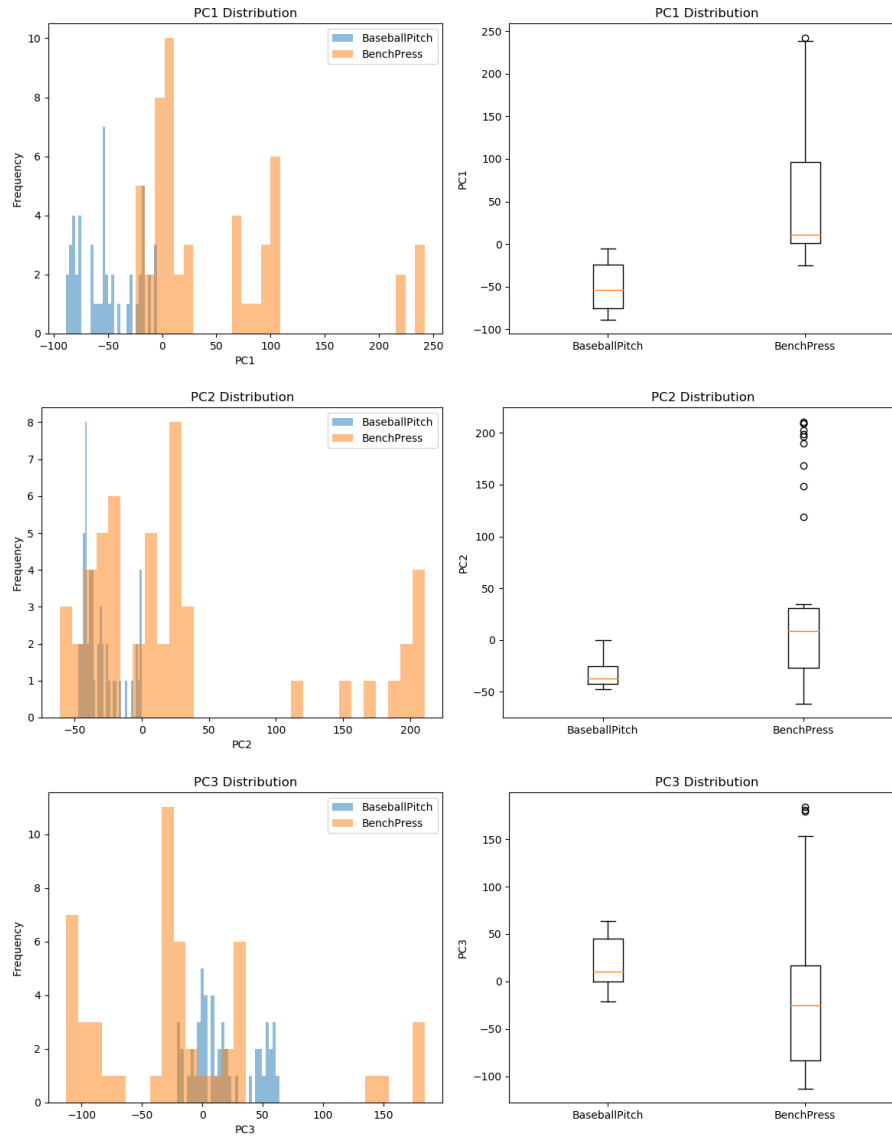 PC1 Distribution
Frequency
10
8
6
4
2
0
BaseballPitch
BenchPress
−100 −50 0 50 100 150 200 250
PC1
PC1 Distribution
PC1
250
200
150
100
50
0
−50
−100
BaseballPitch BenchPress
PC2 Distribution
Frequency
8
7
6
5
4
3
2
1
0
BaseballPitch
BenchPress
−50 0 50 100 150 200
PC2
PC2 Distribution
PC2
200
150
100
50
0
−50
BaseballPitch BenchPress
PC3 Distribution
Frequency
10
8
6
4
2
0
BaseballPitch
BenchPress
−100 −50 0 50 100 150
PC3
PC3 Distribution
PC3
150
100
50
0
−50
−100
BaseballPitch BenchPress